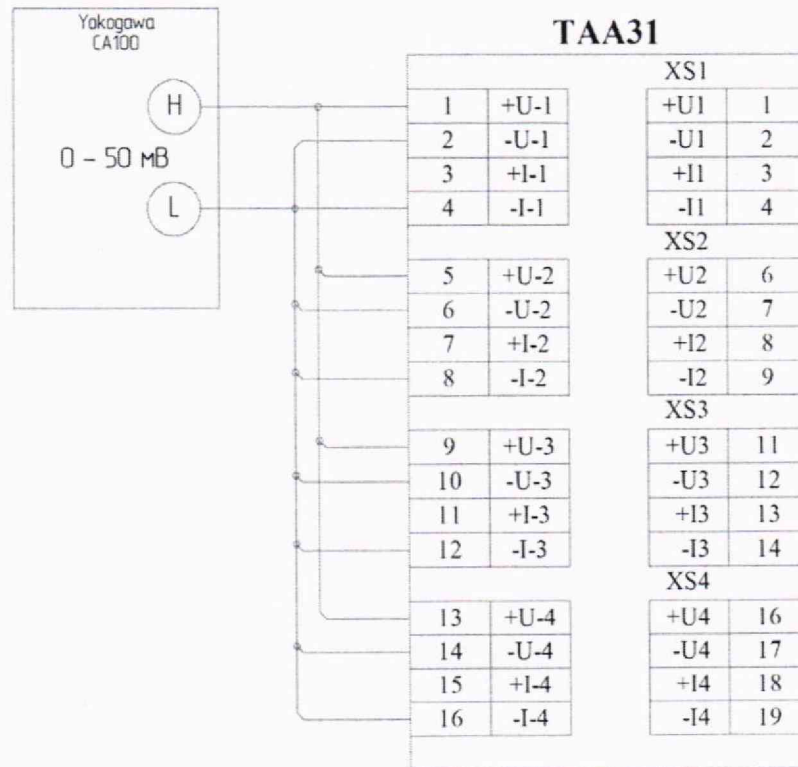 Yokogawa
CA100
H
0 – 50 мВ
L
TAA31
XS1
1 +U-1 +U1 1
2 -U-1 -U1 2
3 +I-1 +I1 3
4 -I-1 -I1 4
XS2
5 +U-2 +U2 6
6 -U-2 -U2 7
7 +I-2 +I2 8
8 -I-2 -I2 9
XS3
9 +U-3 +U3 11
10 -U-3 -U3 12
11 +I-3 +I3 13
12 -I-3 -I3 14
XS4
13 +U-4 +U4 16
14 -U-4 -U4 17
15 +I-4 +I4 18
16 -I-4 -I4 19